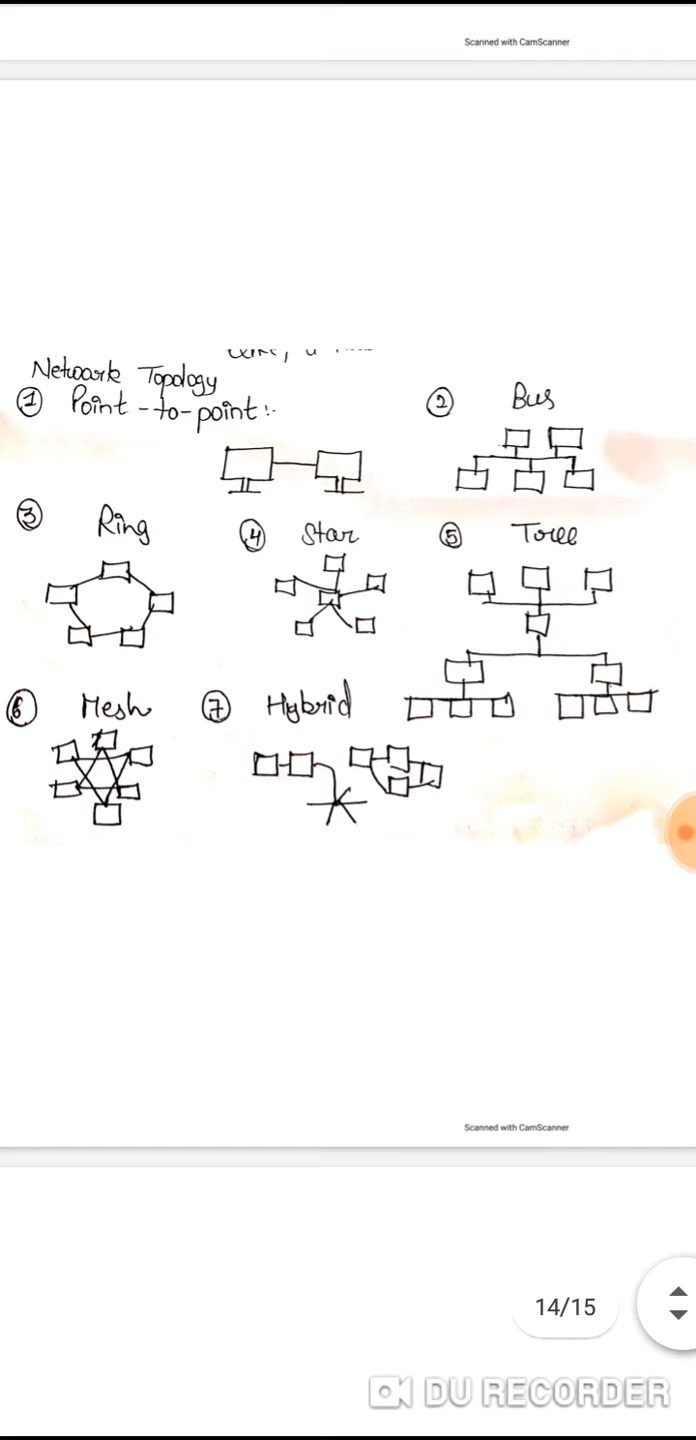 Scanned with CamScanner
Network Topology
① Point-to-point:-
② Bus
③ Ring
④ Star
⑤ Tree
⑥ Mesh
⑦ Hybrid
Scanned with CamScanner
14/15
DU RECORDER